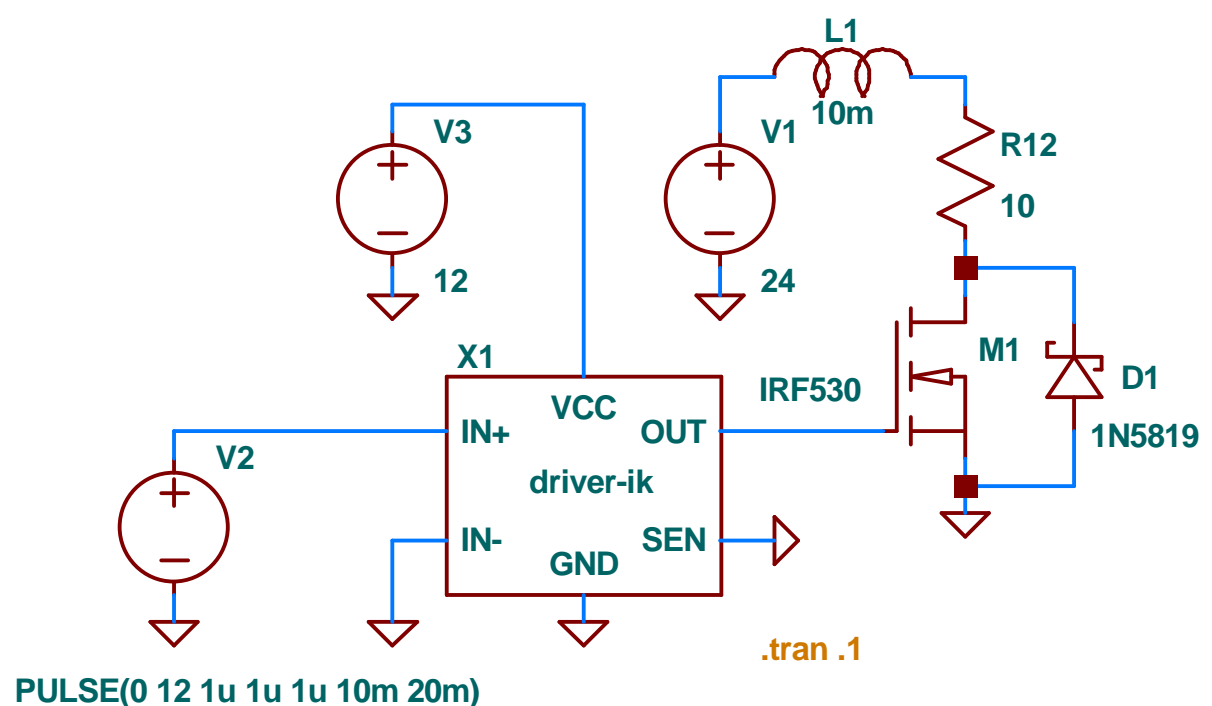 L1
10m
V3
V1
R12
10
12
24
X1
M1
D1
IRF530
1N5819
VCC
IN+
OUT
V2
driver-ik
IN-
SEN
GND
.tran .1
PULSE(0 12 1u 1u 1u 10m 20m)